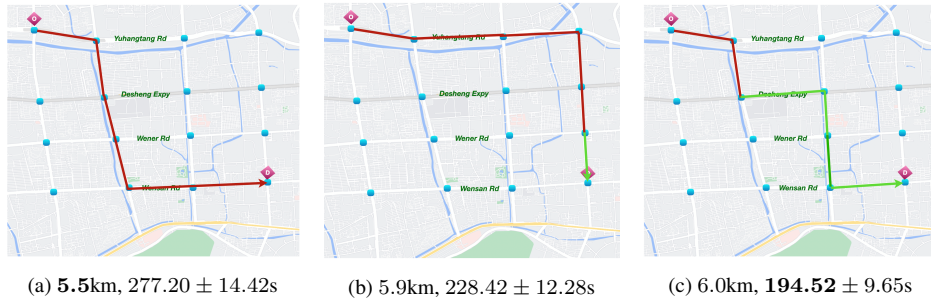 O
Yuhangtang Rd
Desheng Expy
Wener Rd
D
Wensan Rd
(a) 5.5km, 277.20 ± 14.42s
O
Yuhangtang Rd
Desheng Expy
Wener Rd
D
Wensan Rd
(b) 5.9km, 228.42 ± 12.28s
O
Yuhangtang Rd
Desheng Expy
Wener Rd
D
Wensan Rd
(c) 6.0km, 194.52 ± 9.65s